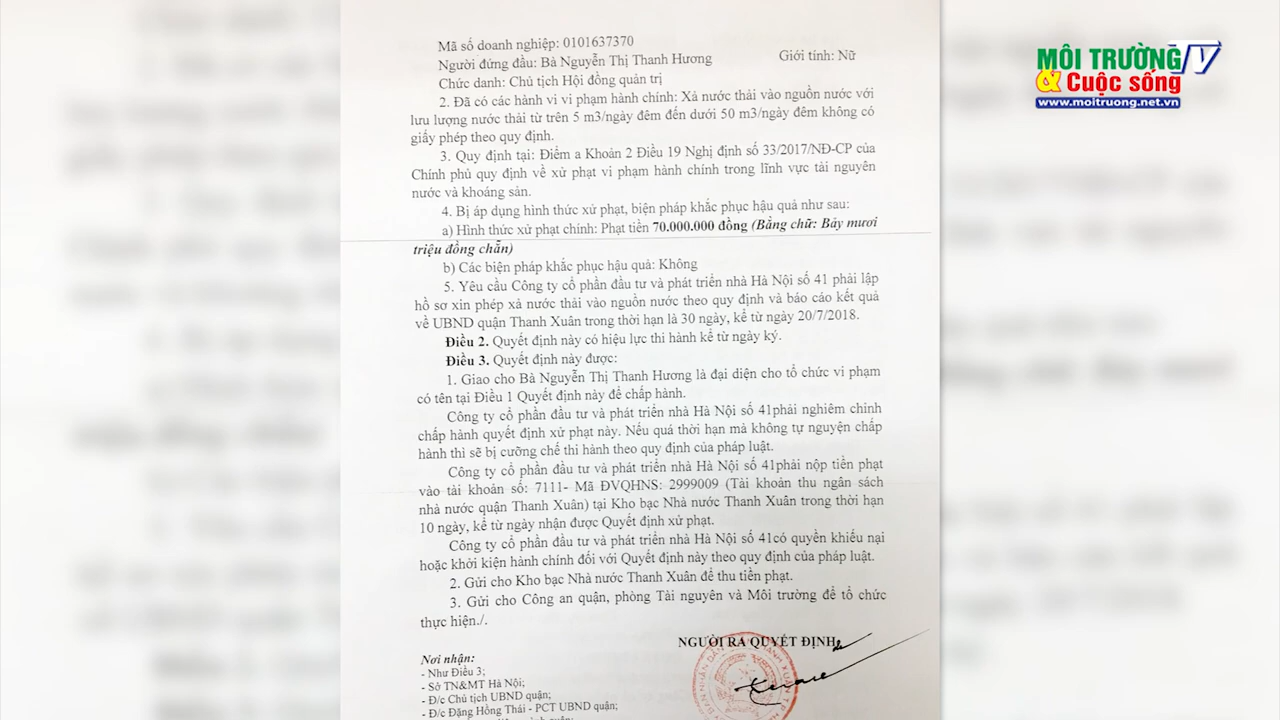 Mã số doanh nghiệp: 0101637370
Người đứng đầu: Bà Nguyễn Thị Thanh Hương Giới tính: Nữ
Chức danh: Chủ tịch Hội đồng quản trị
2. Đã có các hành vi vi phạm hành chính: Xả nước thải vào nguồn nước với
lưu lượng nước thải từ trên 5 m3/ngày đêm đến dưới 50 m3/ngày đêm không có
giấy phép theo quy định.
3. Quy định tại: Điểm a Khoản 2 Điều 19 Nghị định số 33/2017/NĐ-CP của
Chính phủ quy định về xử phạt vi phạm hành chính trong lĩnh vực tài nguyên
nước và khoáng sản.
4. Bị áp dụng hình thức xử phạt, biện pháp khắc phục hậu quả như sau:
a) Hình thức xử phạt chính: Phạt tiền 70.000.000 đồng (Bằng chữ: Bảy mươi
triệu đồng chẵn)
b) Các biện pháp khắc phục hậu quả: Không
5. Yêu cầu Công ty cổ phần đầu tư và phát triển nhà Hà Nội số 41 phải lập
hồ sơ xin phép xả nước thải vào nguồn nước theo quy định và báo cáo kết quả
về UBND quận Thanh Xuân trong thời hạn là 30 ngày, kể từ ngày 20/7/2018.
Điều 2. Quyết định này có hiệu lực thi hành kể từ ngày ký.
Điều 3. Quyết định này được:
1. Giao cho Bà Nguyễn Thị Thanh Hương là đại diện cho tổ chức vi phạm
có tên tại Điều 1 Quyết định này để chấp hành.
Công ty cổ phần đầu tư và phát triển nhà Hà Nội số 41phải nghiêm chỉnh
chấp hành quyết định xử phạt này. Nếu quá thời hạn mà không tự nguyện chấp
hành thì sẽ bị cưỡng chế thi hành theo quy định của pháp luật.
Công ty cổ phần đầu tư và phát triển nhà Hà Nội số 41phải nộp tiền phạt
vào tài khoản số: 7111- Mã ĐVQHNS: 2999009 (Tài khoản thu ngân sách
nhà nước quận Thanh Xuân) tại Kho bạc Nhà nước Thanh Xuân trong thời hạn
10 ngày, kể từ ngày nhận được Quyết định xử phạt.
Công ty cổ phần đầu tư và phát triển nhà Hà Nội số 41có quyền khiếu nại
hoặc khởi kiện hành chính đối với Quyết định này theo quy định của pháp luật.
2. Gửi cho Kho bạc Nhà nước Thanh Xuân để thu tiền phạt.
3. Gửi cho Công an quận, phòng Tài nguyên và Môi trường để tổ chức
thực hiện./.
NGƯỜI RA QUYẾT ĐỊNH
Nơi nhận:
- Như Điều 3;
- Sở TN&MT Hà Nội;
- Đ/c Chủ tịch UBND quận;
- Đ/c Đặng Hồng Thái - PCT UBND quận;
MÔI TRƯỜNG TV
& Cuộc sống
www.moitruong.net.vn